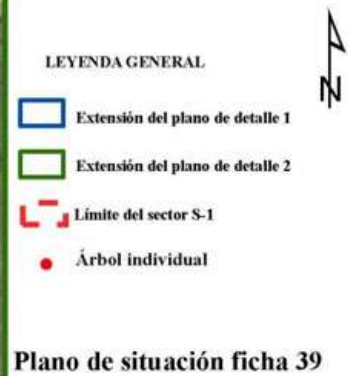 N
LEYENDA GENERAL
Extensión del plano de detalle 1
Extensión del plano de detalle 2
Límite del sector S-1
Árbol individual
Plano de situación ficha 39